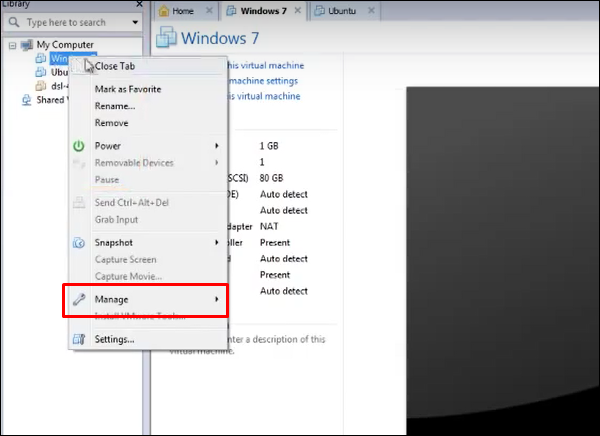 Library
Type here to search
My Computer
Ubu
dsl-
Shared
Close Tab
Mark as Favorite
Rename...
Remove
Power
Removable Devices
Pause
Send Ctrl+Alt+Del
Grab Input
Snapshot
Capture Screen
Capture Movie...
Manage
Install VMware Tools...
Settings...
Home
Windows 7
Ubuntu
Windows 7
this virtual machine
machine settings
this virtual machine
1 GB
1
(SCSI) 80 GB
DE) Auto detect
Auto detect
dapter NAT
oller Present
d Auto detect
Present
Auto detect
nter a description of this
virtual machine.